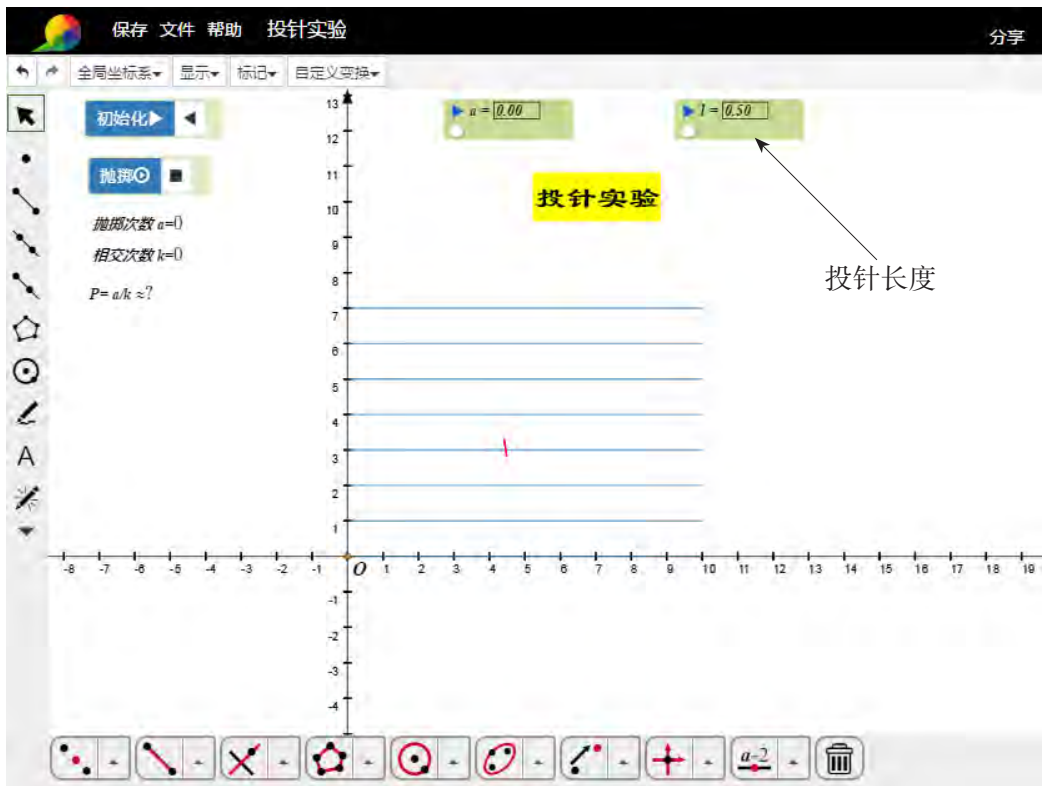 保存 文件 帮助 投针实验
分享
全局坐标系 显示 标记 自定义变换
初始化
a = 0.00
l = 0.50
抛掷
投针实验
抛掷次数 a=0
相交次数 k=0
P= a/k ≈?
投针长度
13
12
11
10
9
8
7
6
5
4
3
2
1
-8 -7 -6 -5 -4 -3 -2 -1 O 1 2 3 4 5 6 7 8 9 10 11 12 13 14 15 16 17 18 19
-1
-2
-3
-4
A
a=2